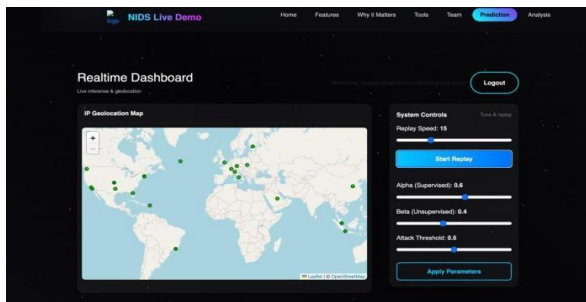 logo
NIDS Live Demo
Home
Features
Why it Matters
Tools
Team
Prediction
Analysis
Realtime Dashboard
Live inference & geolocation
Logout
IP Geolocation Map
+
−
Leaflet | © OpenStreetMap
System Controls
Tune & replay
Replay Speed: 15
Start Replay
Alpha (Supervised): 0.6
Beta (Unsupervised): 0.4
Attack Threshold: 0.5
Apply Parameters